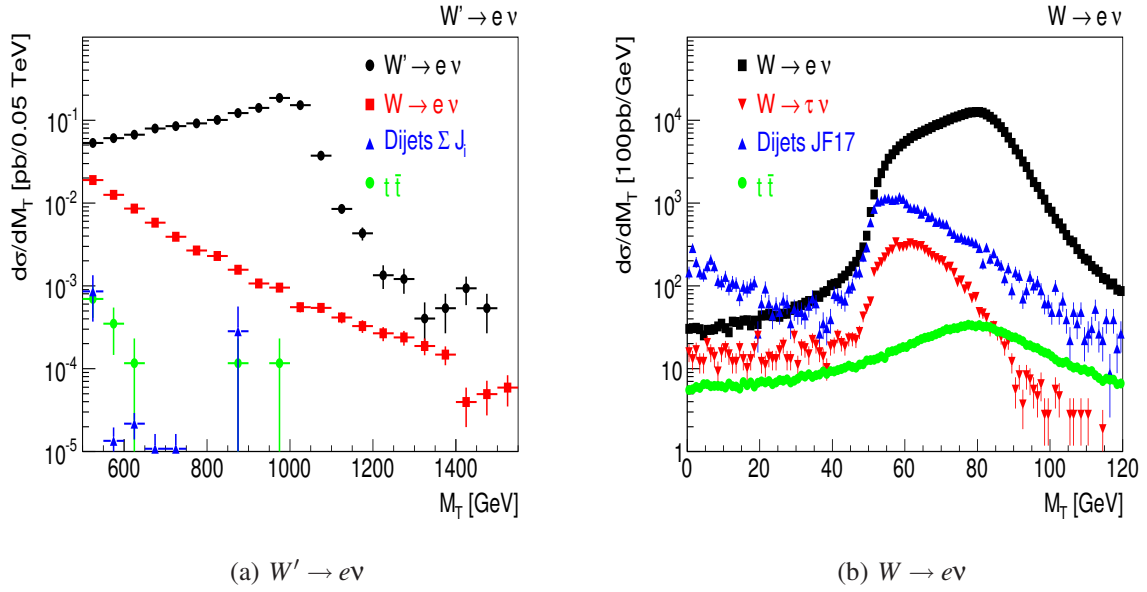 W' → e ν
dσ/dM_T [pb/0.05 TeV]
W' → e ν
W → e ν
Dijets Σ J_i
t t̄
10^-1
10^-2
10^-3
10^-4
10^-5
600 800 1000 1200 1400
M_T [GeV]
(a) W′ → eν
W → e ν
dσ/dM_T [100pb/GeV]
W → e ν
W → τ ν
Dijets JF17
t t̄
10^5
10^4
10^3
10^2
10
1
0 20 40 60 80 100 120
M_T [GeV]
(b) W → eν